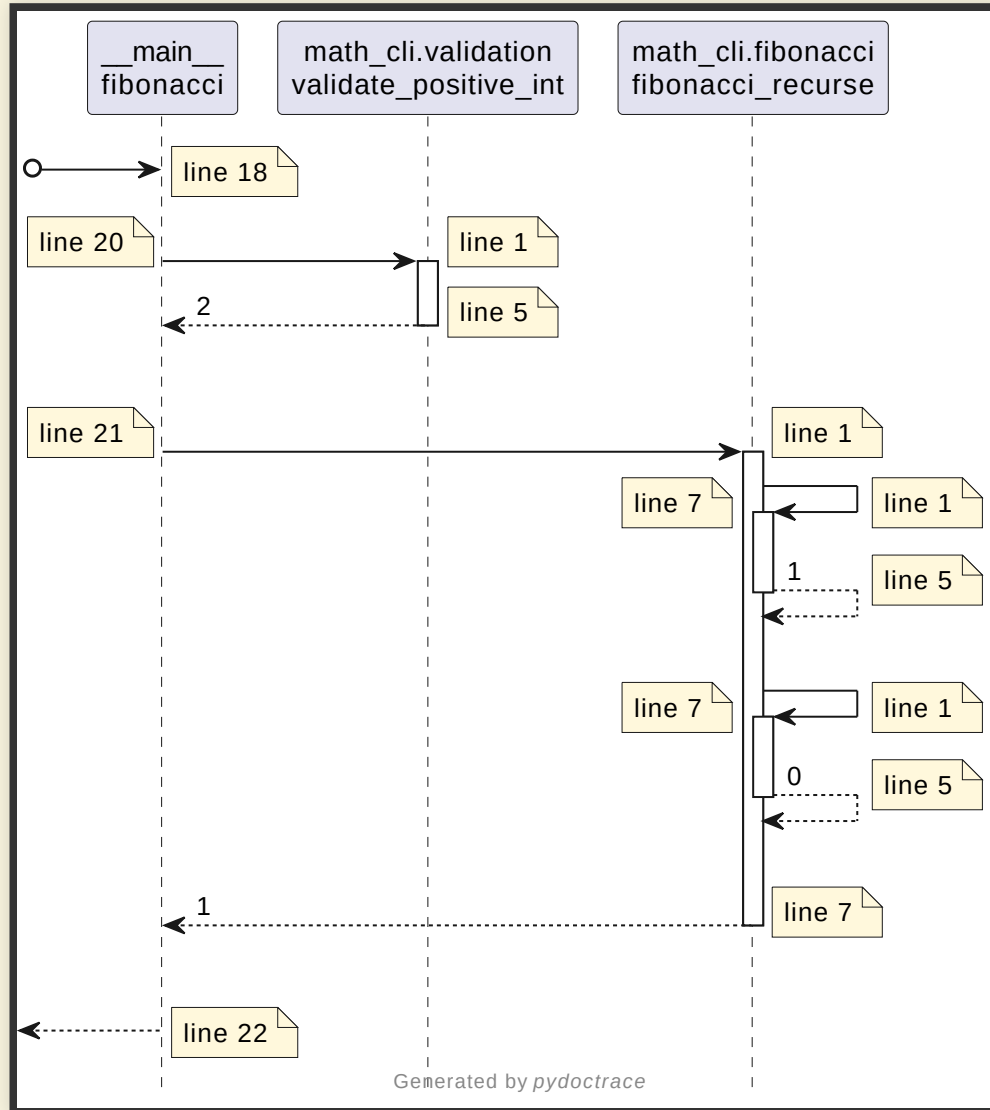 __main__
fibonacci
math_cli.validation
validate_positive_int
math_cli.fibonacci
fibonacci_recurse
line 18
line 20
line 1
2
line 5
line 21
line 1
line 7
line 1
1
line 5
line 7
line 1
0
line 5
1
line 7
line 22
Generated by pydoctrace